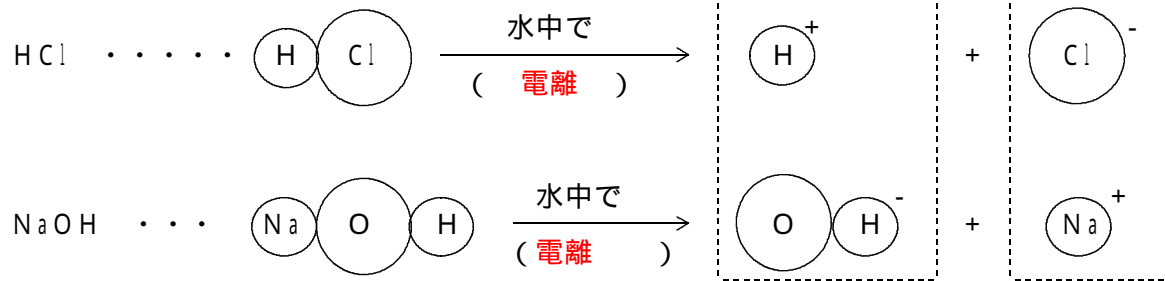 HCl ・・・・・ H Cl 水中で H + + Cl -
( 電離 )
NaOH ・・・ Na O H 水中で O H - + Na +
( 電離 )